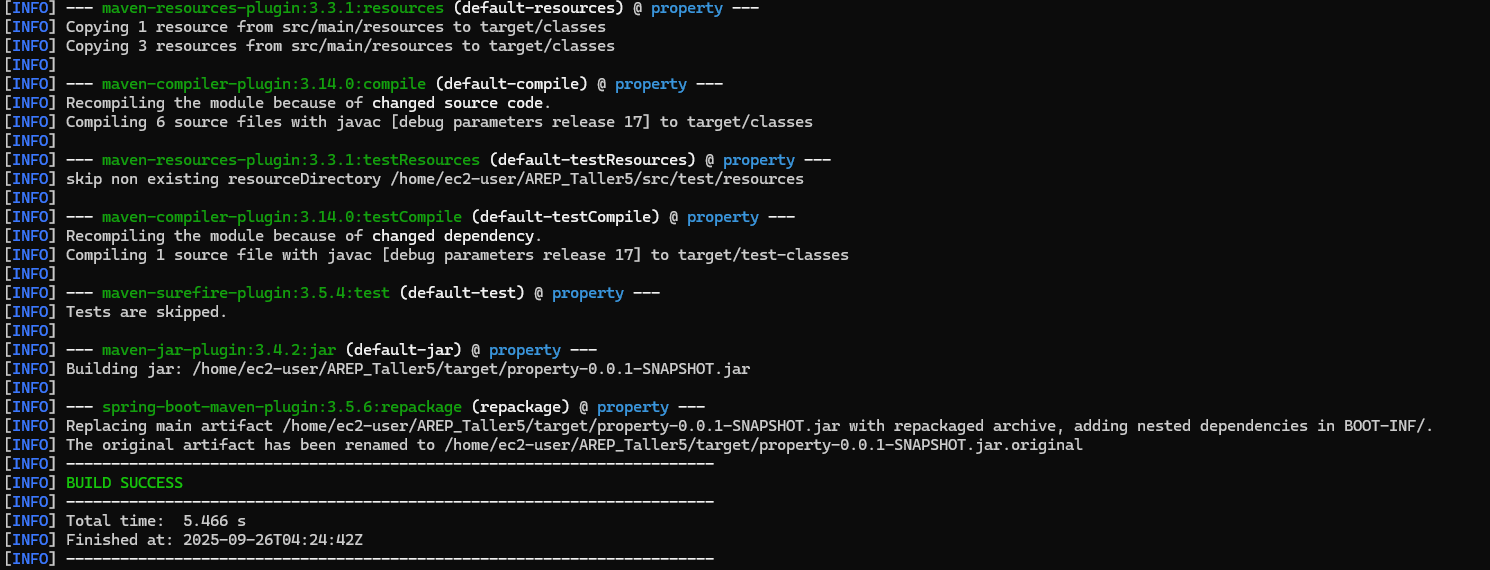 [INFO] --- maven-resources-plugin:3.3.1:resources (default-resources) @ property ---
[INFO] Copying 1 resource from src/main/resources to target/classes
[INFO] Copying 3 resources from src/main/resources to target/classes
[INFO]
[INFO] --- maven-compiler-plugin:3.14.0:compile (default-compile) @ property ---
[INFO] Recompiling the module because of changed source code.
[INFO] Compiling 6 source files with javac [debug parameters release 17] to target/classes
[INFO]
[INFO] --- maven-resources-plugin:3.3.1:testResources (default-testResources) @ property ---
[INFO] skip non existing resourceDirectory /home/ec2-user/AREP_Taller5/src/test/resources
[INFO]
[INFO] --- maven-compiler-plugin:3.14.0:testCompile (default-testCompile) @ property ---
[INFO] Recompiling the module because of changed dependency.
[INFO] Compiling 1 source file with javac [debug parameters release 17] to target/test-classes
[INFO]
[INFO] --- maven-surefire-plugin:3.5.4:test (default-test) @ property ---
[INFO] Tests are skipped.
[INFO]
[INFO] --- maven-jar-plugin:3.4.2:jar (default-jar) @ property ---
[INFO] Building jar: /home/ec2-user/AREP_Taller5/target/property-0.0.1-SNAPSHOT.jar
[INFO]
[INFO] --- spring-boot-maven-plugin:3.5.6:repackage (repackage) @ property ---
[INFO] Replacing main artifact /home/ec2-user/AREP_Taller5/target/property-0.0.1-SNAPSHOT.jar with repackaged archive, adding nested dependencies in BOOT-INF/.
[INFO] The original artifact has been renamed to /home/ec2-user/AREP_Taller5/target/property-0.0.1-SNAPSHOT.jar.original
[INFO] ------------------------------------------------------------------------
[INFO] BUILD SUCCESS
[INFO] ------------------------------------------------------------------------
[INFO] Total time:  5.466 s
[INFO] Finished at: 2025-09-26T04:24:42Z
[INFO] ------------------------------------------------------------------------